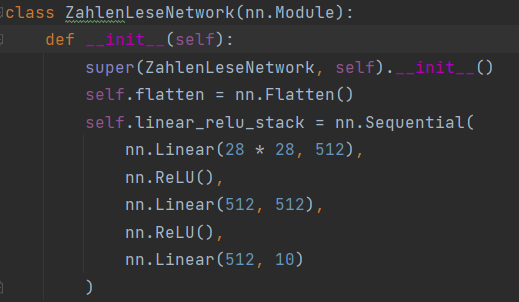 class ZahlenLeseNetwork(nn.Module):
    def __init__(self):
        super(ZahlenLeseNetwork, self).__init__()
        self.flatten = nn.Flatten()
        self.linear_relu_stack = nn.Sequential(
            nn.Linear(28 * 28, 512),
            nn.ReLU(),
            nn.Linear(512, 512),
            nn.ReLU(),
            nn.Linear(512, 10)
        )